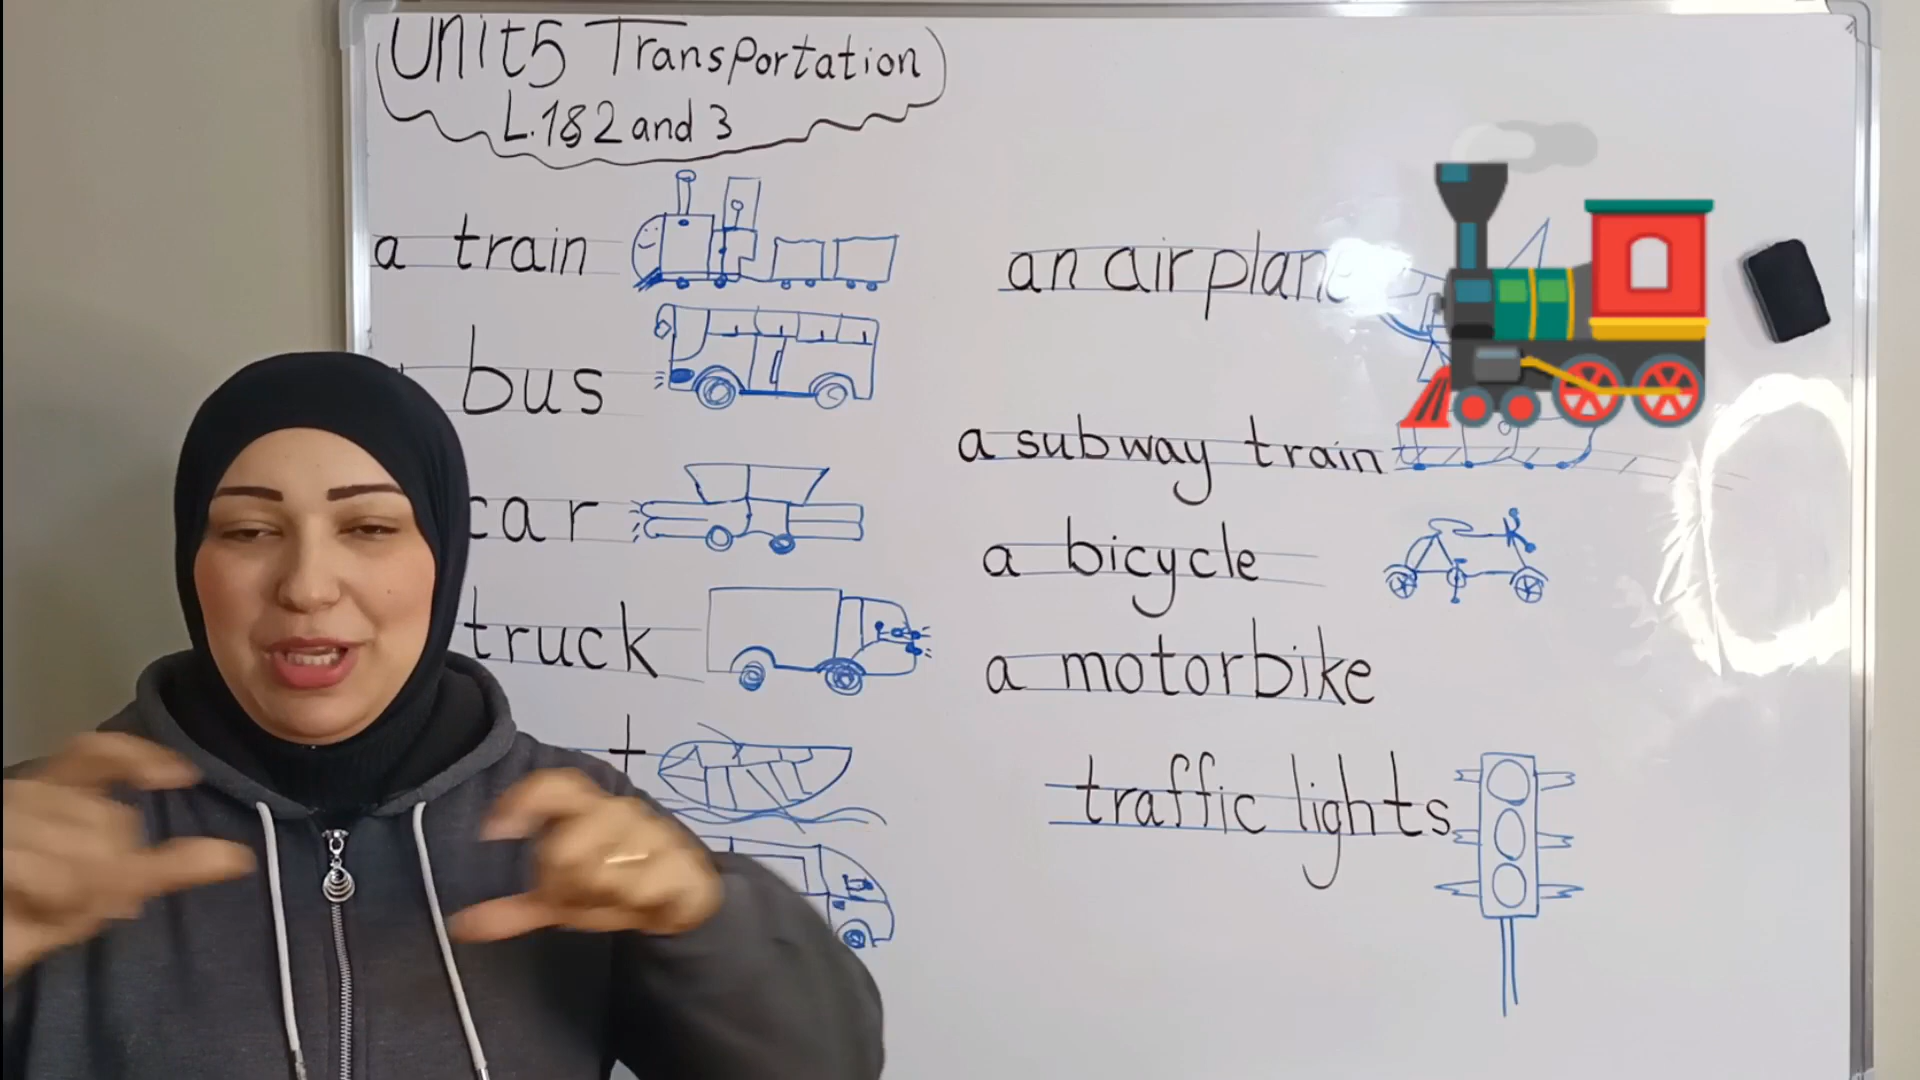 Unit5 Transportation
L.1&2 and 3
a train
bus
car
truck
an airplane
a subway train
a bicycle
a motorbike
traffic lights